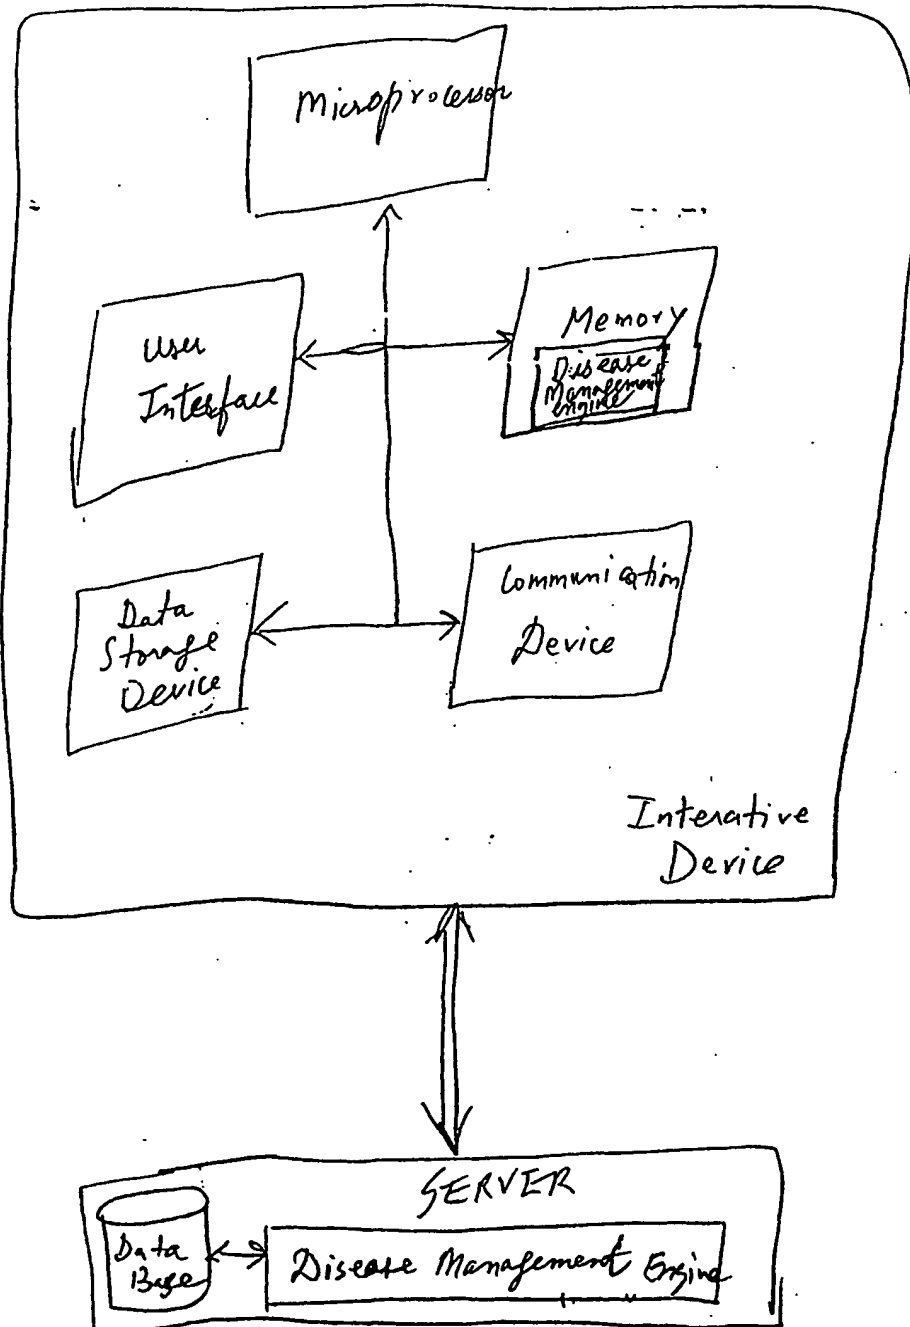 Microprocessor
User
Interface
Memory
Disease
Management
engine
Data
Storage
Device
Communication
Device
Interative
Device
SERVER
Data
Base
Disease Management Engine